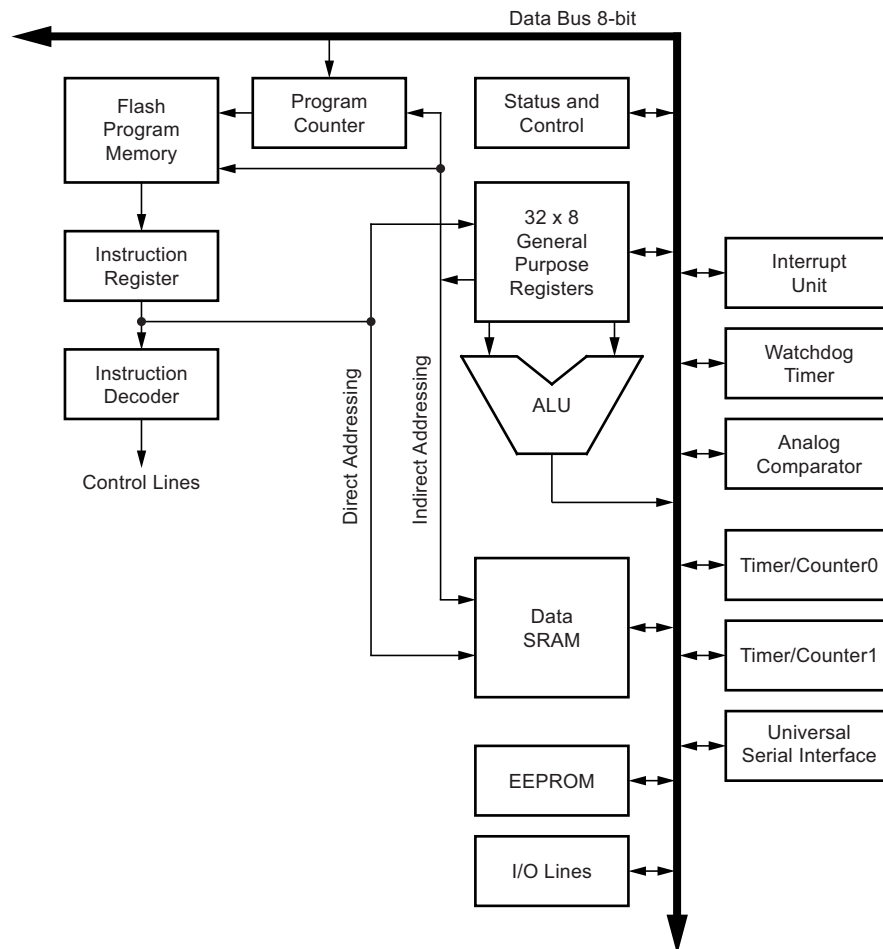 Data Bus 8-bit
Flash
Program
Memory
Program
Counter
Status and
Control
32 x 8
General
Purpose
Registers
Instruction
Register
Interrupt
Unit
Instruction
Decoder
Watchdog
Timer
ALU
Analog
Comparator
Control Lines
Direct Addressing
Indirect Addressing
Timer/Counter0
Data
SRAM
Timer/Counter1
Universal
Serial Interface
EEPROM
I/O Lines